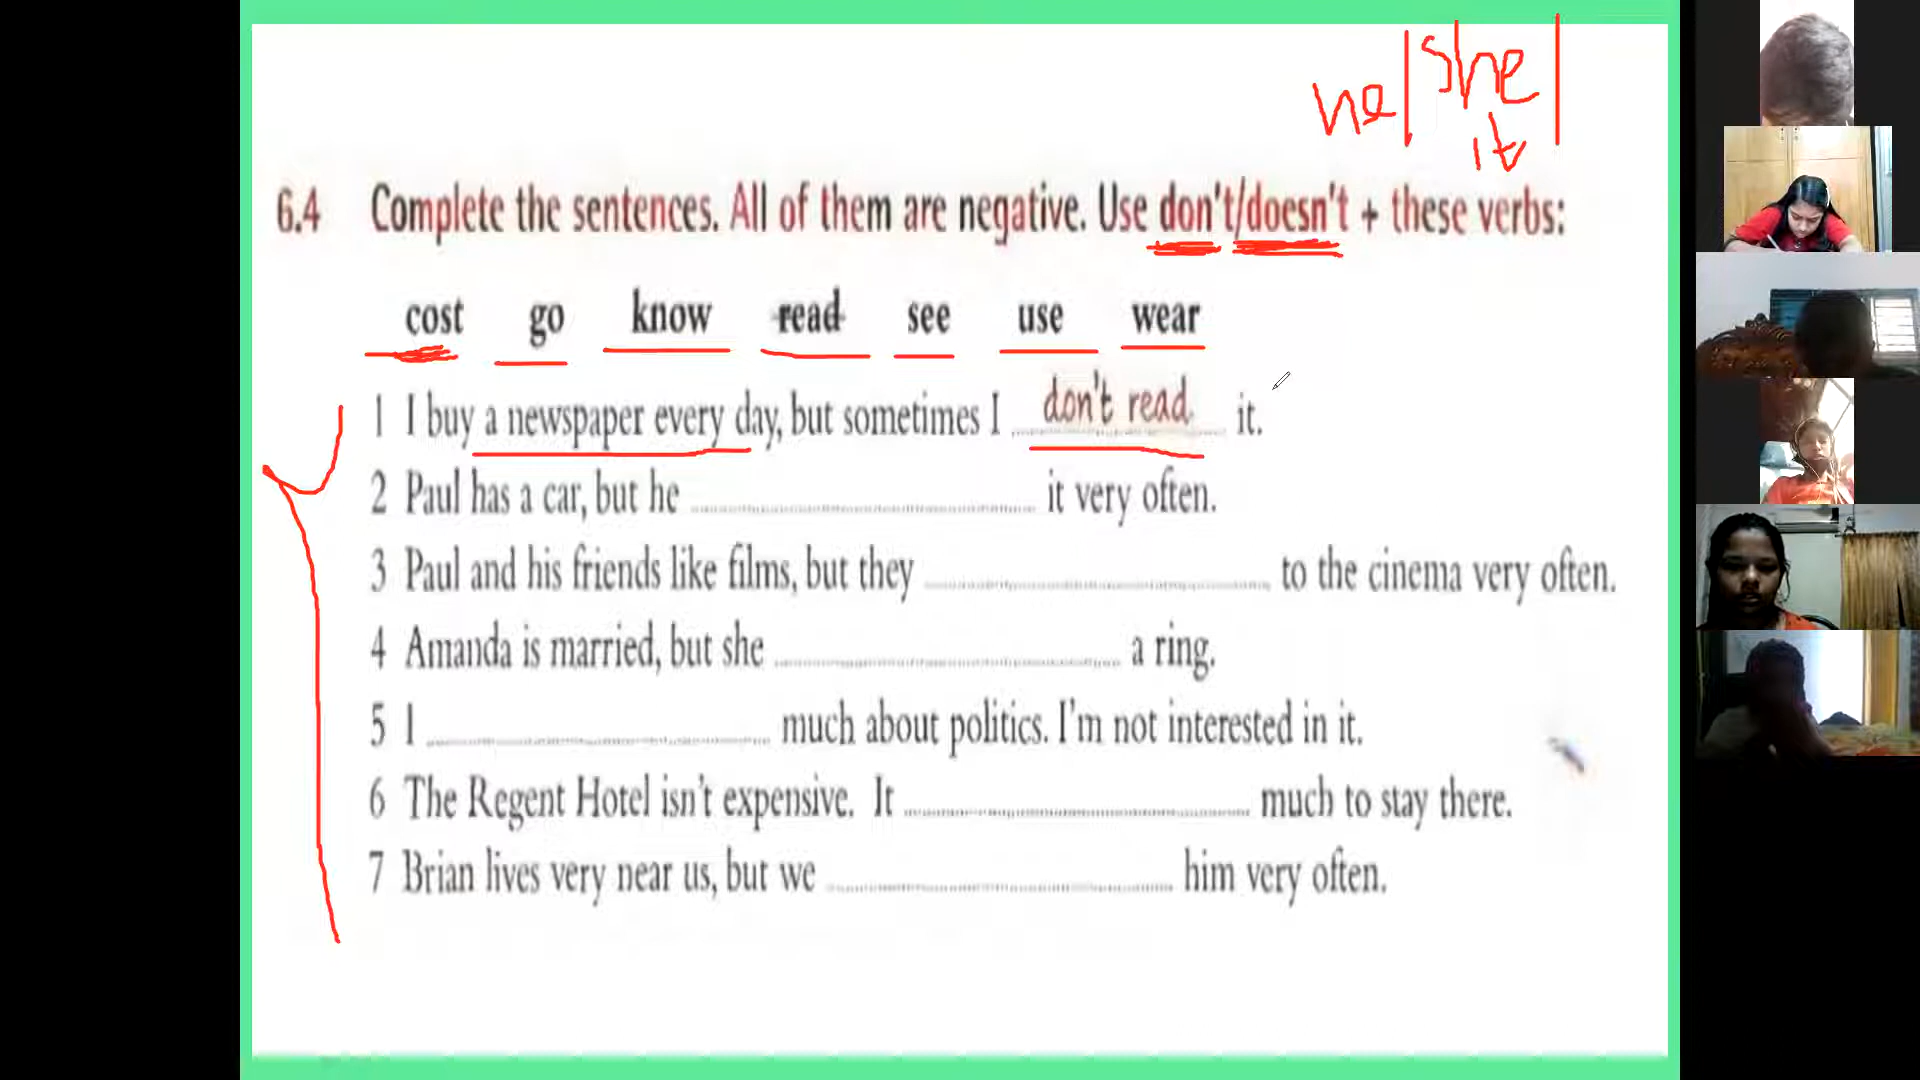 he/she/
it
6.4 Complete the sentences. All of them are negative. Use don't/doesn't + these verbs:
cost go know read see use wear
1 I buy a newspaper every day, but sometimes I don't read it.
2 Paul has a car, but he ........ it very often.
3 Paul and his friends like films, but they ........ to the cinema very often.
4 Amanda is married, but she ........ a ring.
5 I ........ much about politics. I'm not interested in it.
6 The Regent Hotel isn't expensive. It ........ much to stay there.
7 Brian lives very near us, but we ........ him very often.